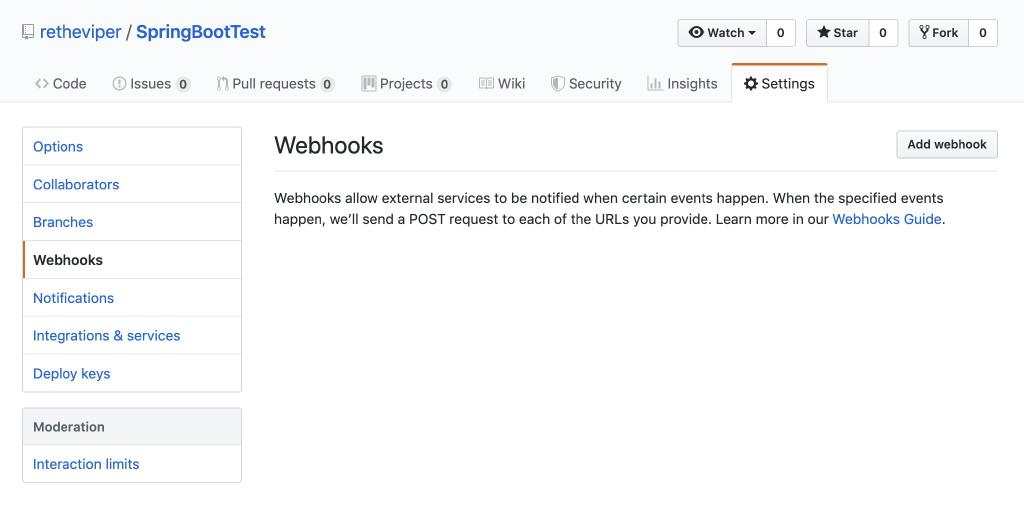 retheviper / SpringBootTest
Watch 0 Star 0 Fork 0
Code Issues 0 Pull requests 0 Projects 0 Wiki Security Insights Settings
Options
Collaborators
Branches
Webhooks
Notifications
Integrations & services
Deploy keys
Moderation
Interaction limits
Webhooks
Add webhook
Webhooks allow external services to be notified when certain events happen. When the specified events
happen, we’ll send a POST request to each of the URLs you provide. Learn more in our Webhooks Guide.